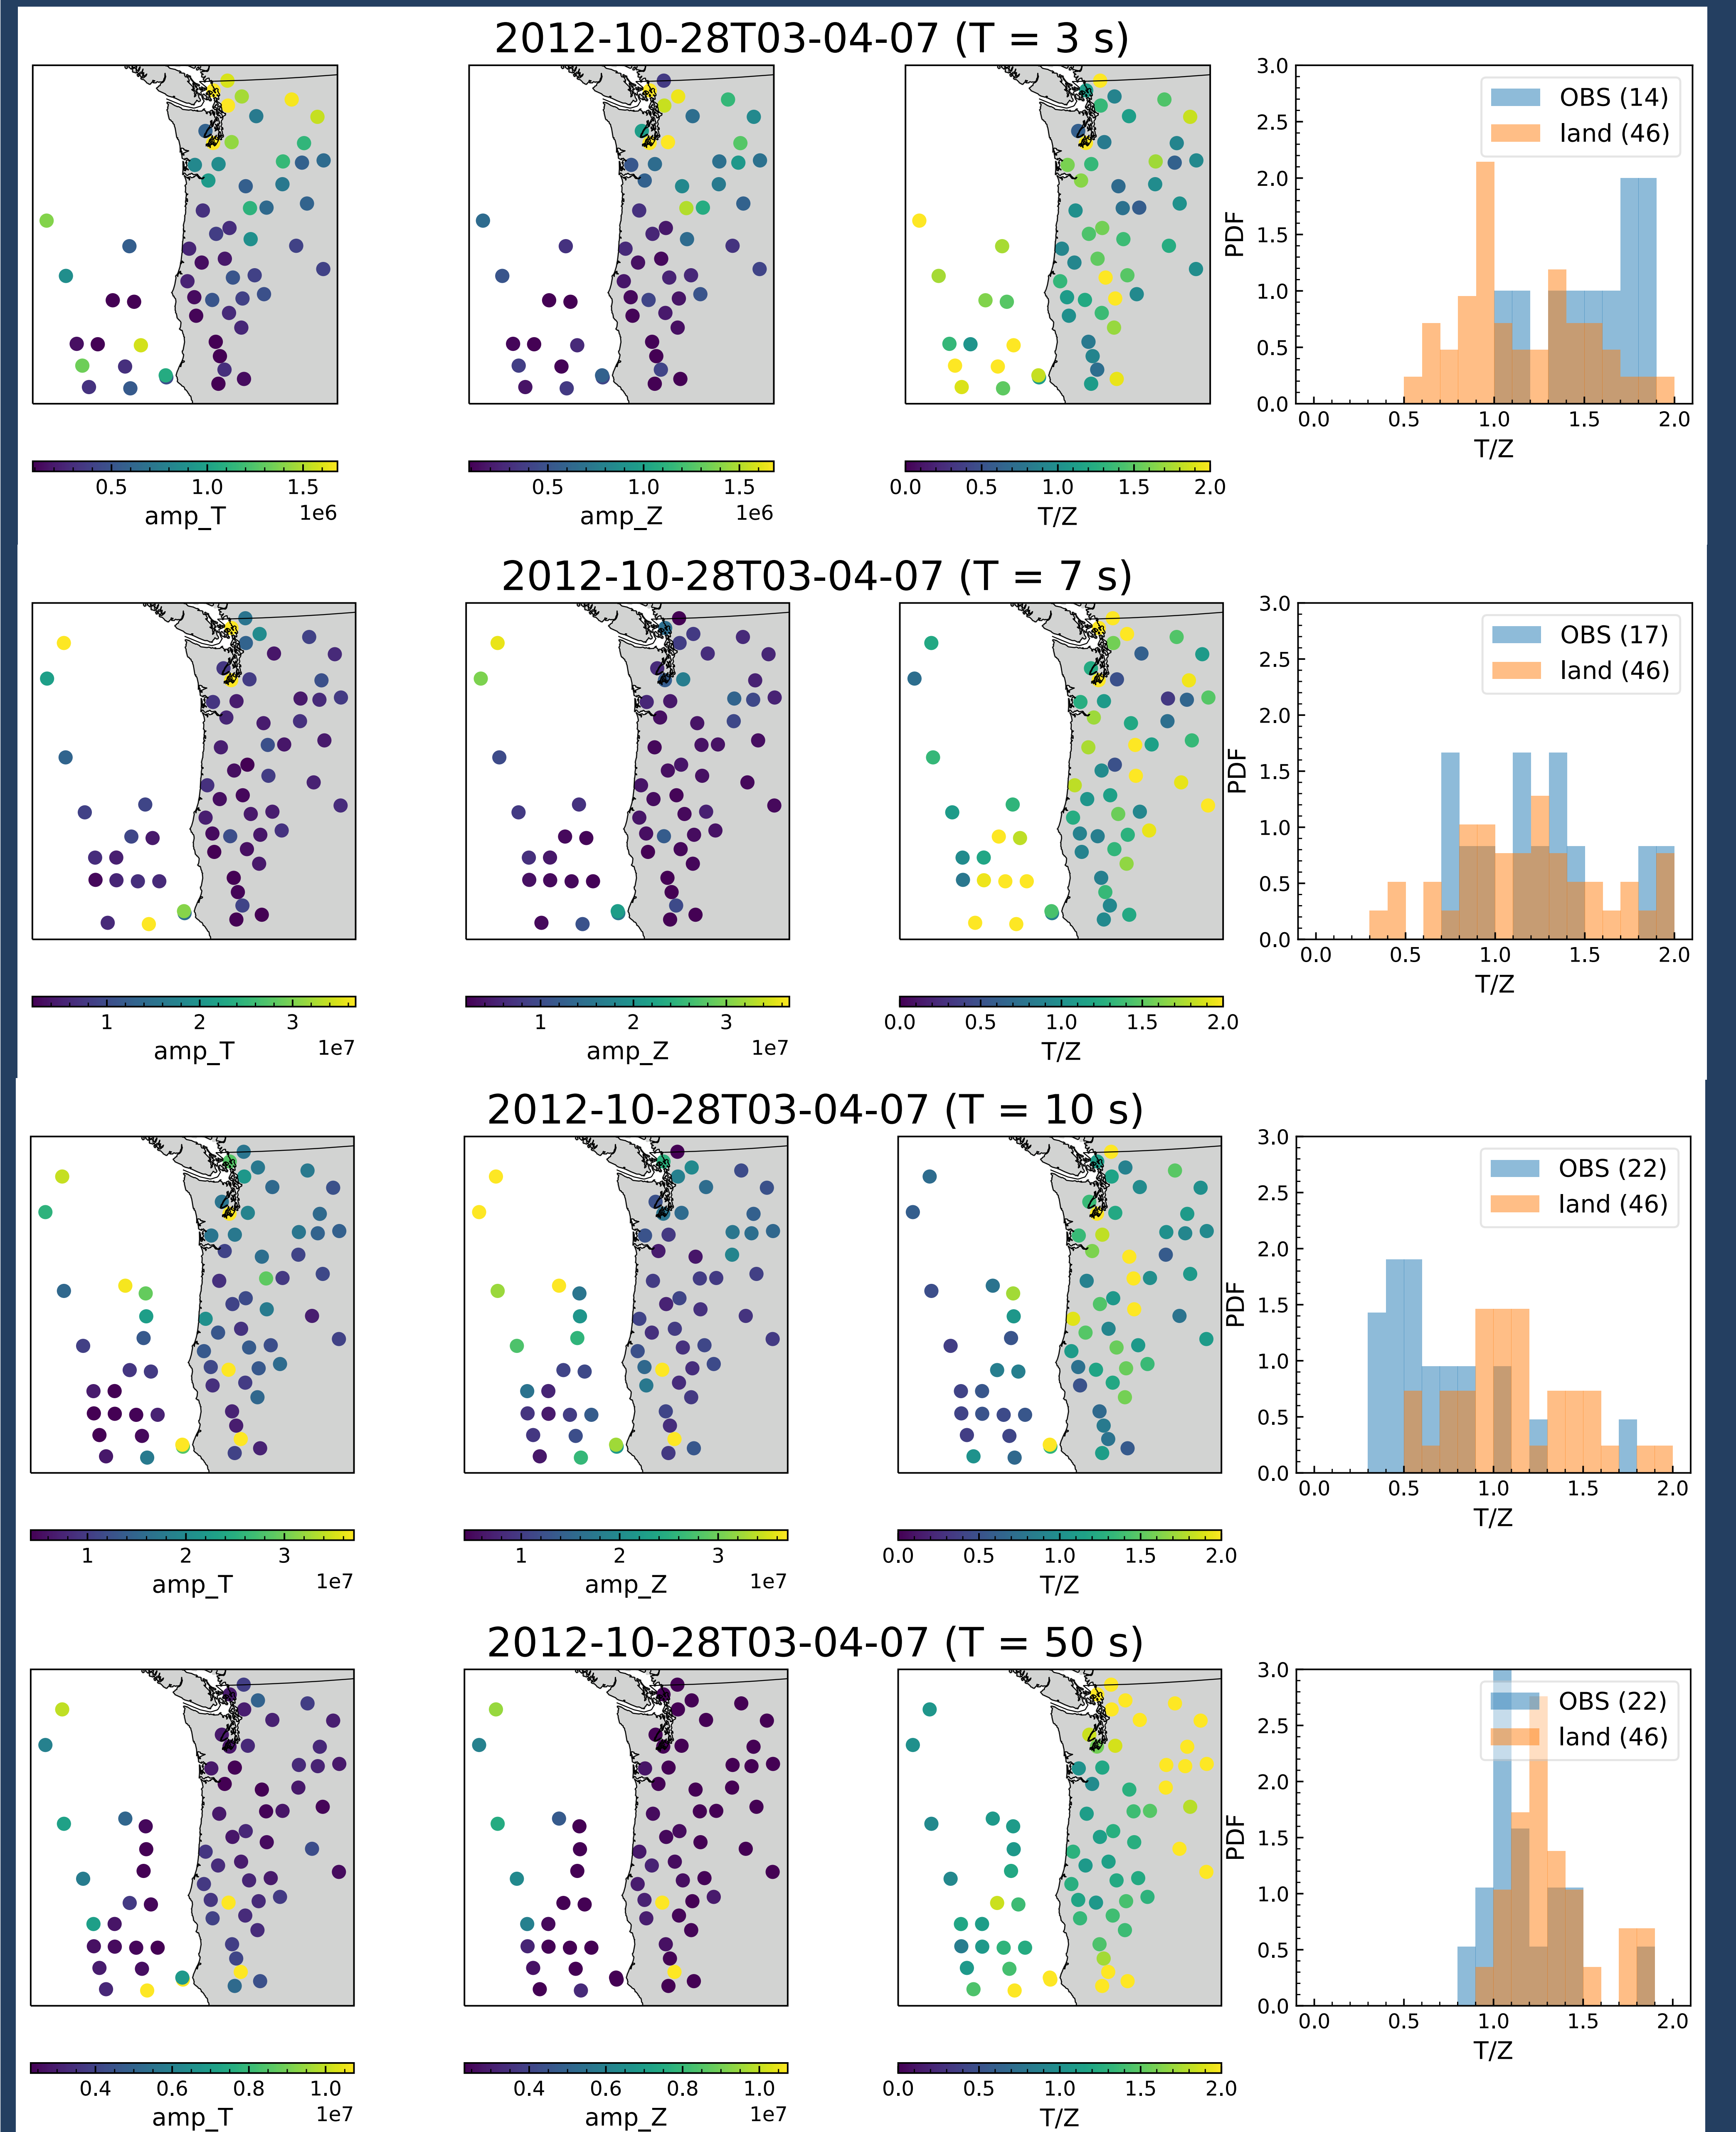 2012-10-28T03-04-07 (T = 3 s)
0.5 1.0 1.5
1e6
amp_T
0.5 1.0 1.5
1e6
amp_Z
0.0 0.5 1.0 1.5 2.0
T/Z
PDF
3.0
2.5
2.0
1.5
1.0
0.5
0.0
OBS (14)
land (46)
0.0 0.5 1.0 1.5 2.0
T/Z
2012-10-28T03-04-07 (T = 7 s)
1 2 3
1e7
amp_T
1 2 3
1e7
amp_Z
0.0 0.5 1.0 1.5 2.0
T/Z
PDF
3.0
2.5
2.0
1.5
1.0
0.5
0.0
OBS (17)
land (46)
0.0 0.5 1.0 1.5 2.0
T/Z
2012-10-28T03-04-07 (T = 10 s)
1 2 3
1e7
amp_T
1 2 3
1e7
amp_Z
0.0 0.5 1.0 1.5 2.0
T/Z
PDF
3.0
2.5
2.0
1.5
1.0
0.5
0.0
OBS (22)
land (46)
0.0 0.5 1.0 1.5 2.0
T/Z
2012-10-28T03-04-07 (T = 50 s)
0.4 0.6 0.8 1.0
1e7
amp_T
0.4 0.6 0.8 1.0
1e7
amp_Z
0.0 0.5 1.0 1.5 2.0
T/Z
PDF
3.0
2.5
2.0
1.5
1.0
0.5
0.0
OBS (22)
land (46)
0.0 0.5 1.0 1.5 2.0
T/Z